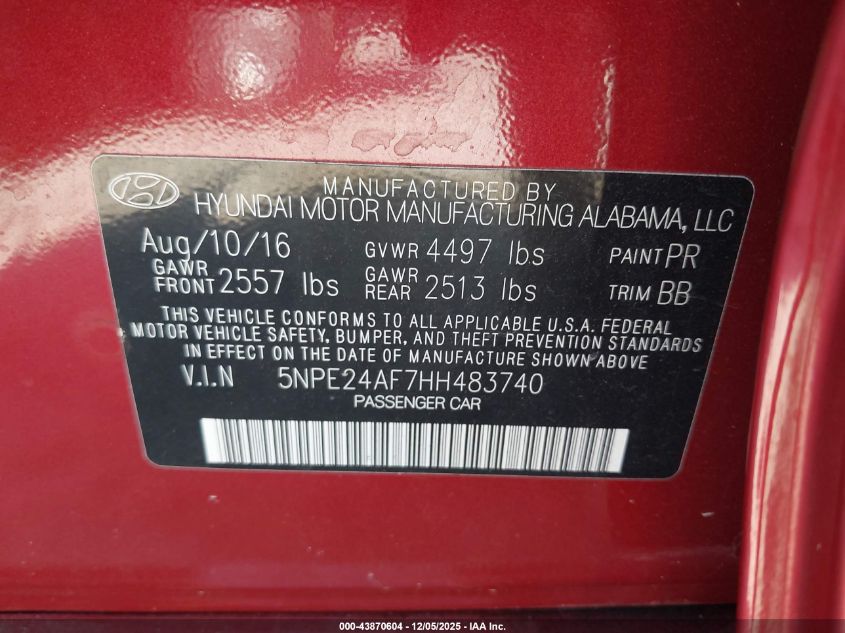 MANUFACTURED BY
HYUNDAI MOTOR MANUFACTURING ALABAMA, LLC
Aug/10/16 GVWR 4497 lbs PAINT PR
GAWR FRONT 2557 lbs GAWR REAR 2513 lbs TRIM BB
THIS VEHICLE CONFORMS TO ALL APPLICABLE U.S.A. FEDERAL
MOTOR VEHICLE SAFETY, BUMPER, AND THEFT PREVENTION STANDARDS
IN EFFECT ON THE DATE OF MANUFACTURE SHOWN ABOVE
V.I.N 5NPE24AF7HH483740
PASSENGER CAR
000-43870604 - 12/05/2025 - IAA Inc.